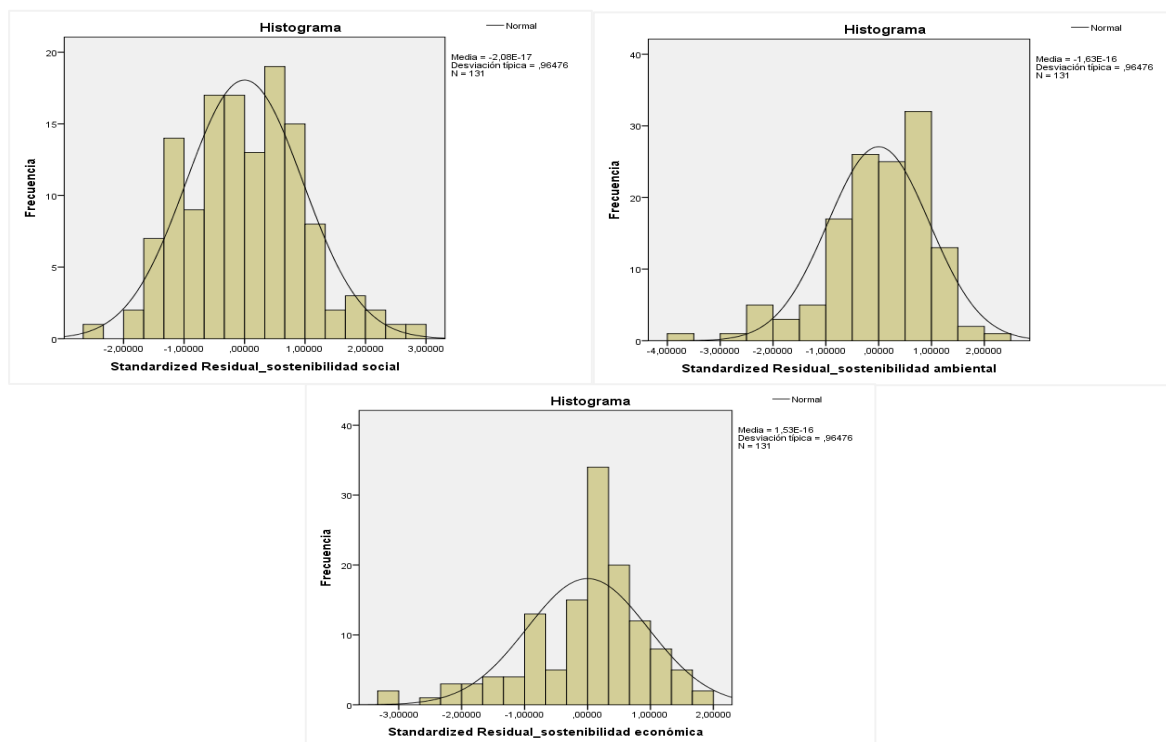 Histograma
Normal
Media = -2,08E-17
Desviación típica = ,96476
N = 131
Frecuencia
20
15
10
5
0
-2,00000 -1,00000 ,00000 1,00000 2,00000 3,00000
Standardized Residual_sostenibilidad social
Histograma
Normal
Media = -1,63E-16
Desviación típica = ,96476
N = 131
Frecuencia
40
30
20
10
0
-4,00000 -3,00000 -2,00000 -1,00000 ,00000 1,00000 2,00000
Standardized Residual_sostenibilidad ambiental
Histograma
Normal
Media = 1,53E-16
Desviación típica = ,96476
N = 131
Frecuencia
40
30
20
10
0
-3,00000 -2,00000 -1,00000 ,00000 1,00000 2,00000
Standardized Residual_sostenibilidad económica